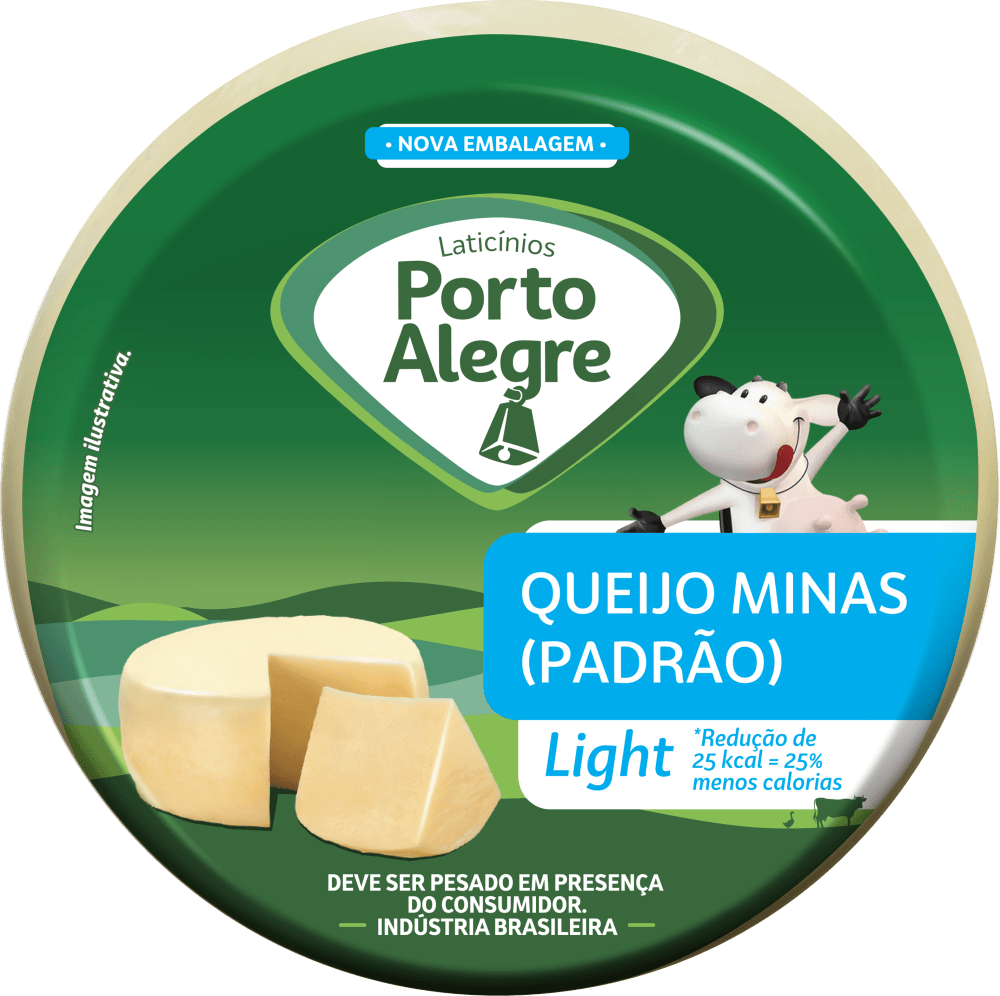 • NOVA EMBALAGEM •
Laticínios
Porto
Alegre
Imagem ilustrativa.
QUEIJO MINAS
(PADRÃO)
Light
*Redução de
25 kcal = 25%
menos calorias
DEVE SER PESADO EM PRESENÇA
DO CONSUMIDOR.
INDÚSTRIA BRASILEIRA